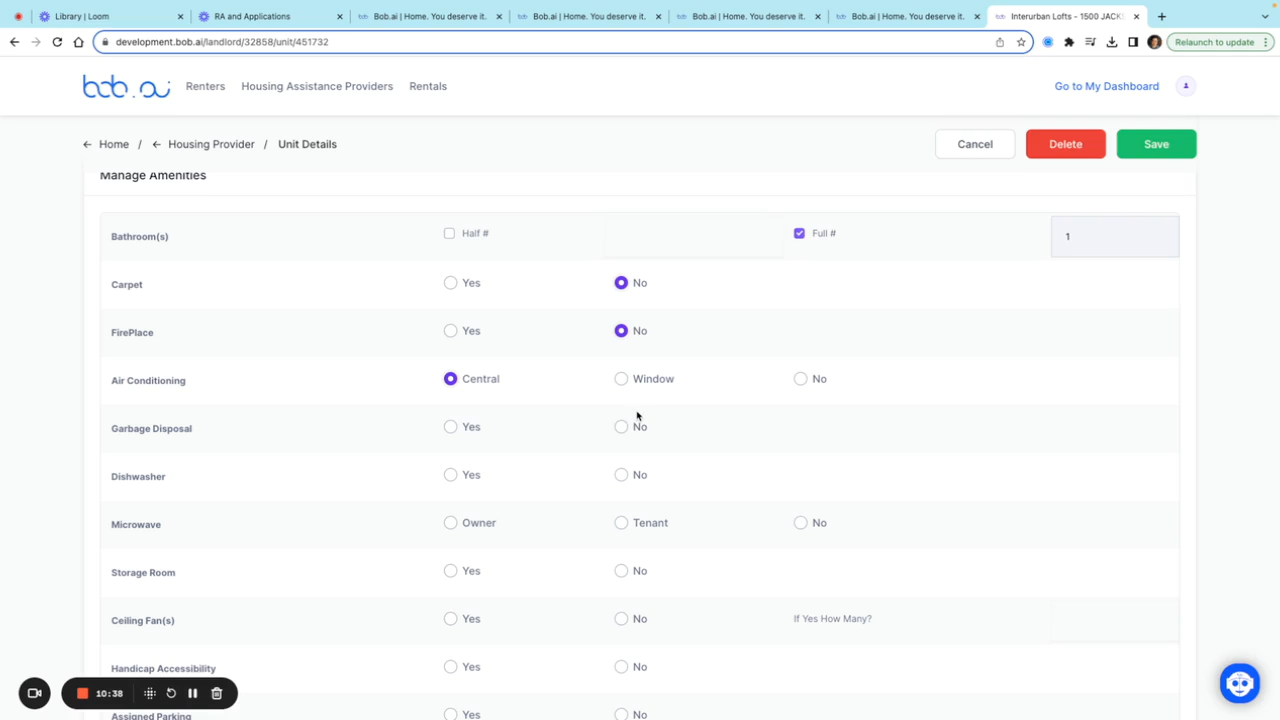 Library | Loom
RA and Applications
Bob.ai | Home. You deserve it.
Bob.ai | Home. You deserve it.
Bob.ai | Home. You deserve it.
Bob.ai | Home. You deserve it.
Interurban Lofts - 1500 JACKS
development.bob.ai/landlord/32858/unit/451732
Relaunch to update
bob.ai
Renters
Housing Assistance Providers
Rentals
Go to My Dashboard
← Home / ← Housing Provider / Unit Details
Cancel
Delete
Save
Manage Amenities
Bathroom(s) Half # Full # 1
Carpet Yes No
FirePlace Yes No
Air Conditioning Central Window No
Garbage Disposal Yes No
Dishwasher Yes No
Microwave Owner Tenant No
Storage Room Yes No
Ceiling Fan(s) Yes No If Yes How Many?
Handicap Accessibility Yes No
Assigned Parking Yes No
10:38